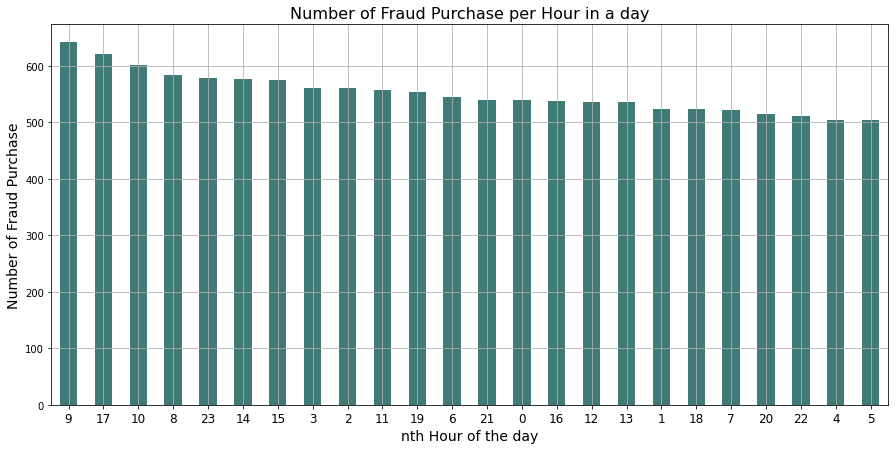 Number of Fraud Purchase per Hour in a day
Number of Fraud Purchase
600
500
400
300
200
100
0
9 17 10 8 23 14 15 3 2 11 19 6 21 0 16 12 13 1 18 7 20 22 4 5
nth Hour of the day